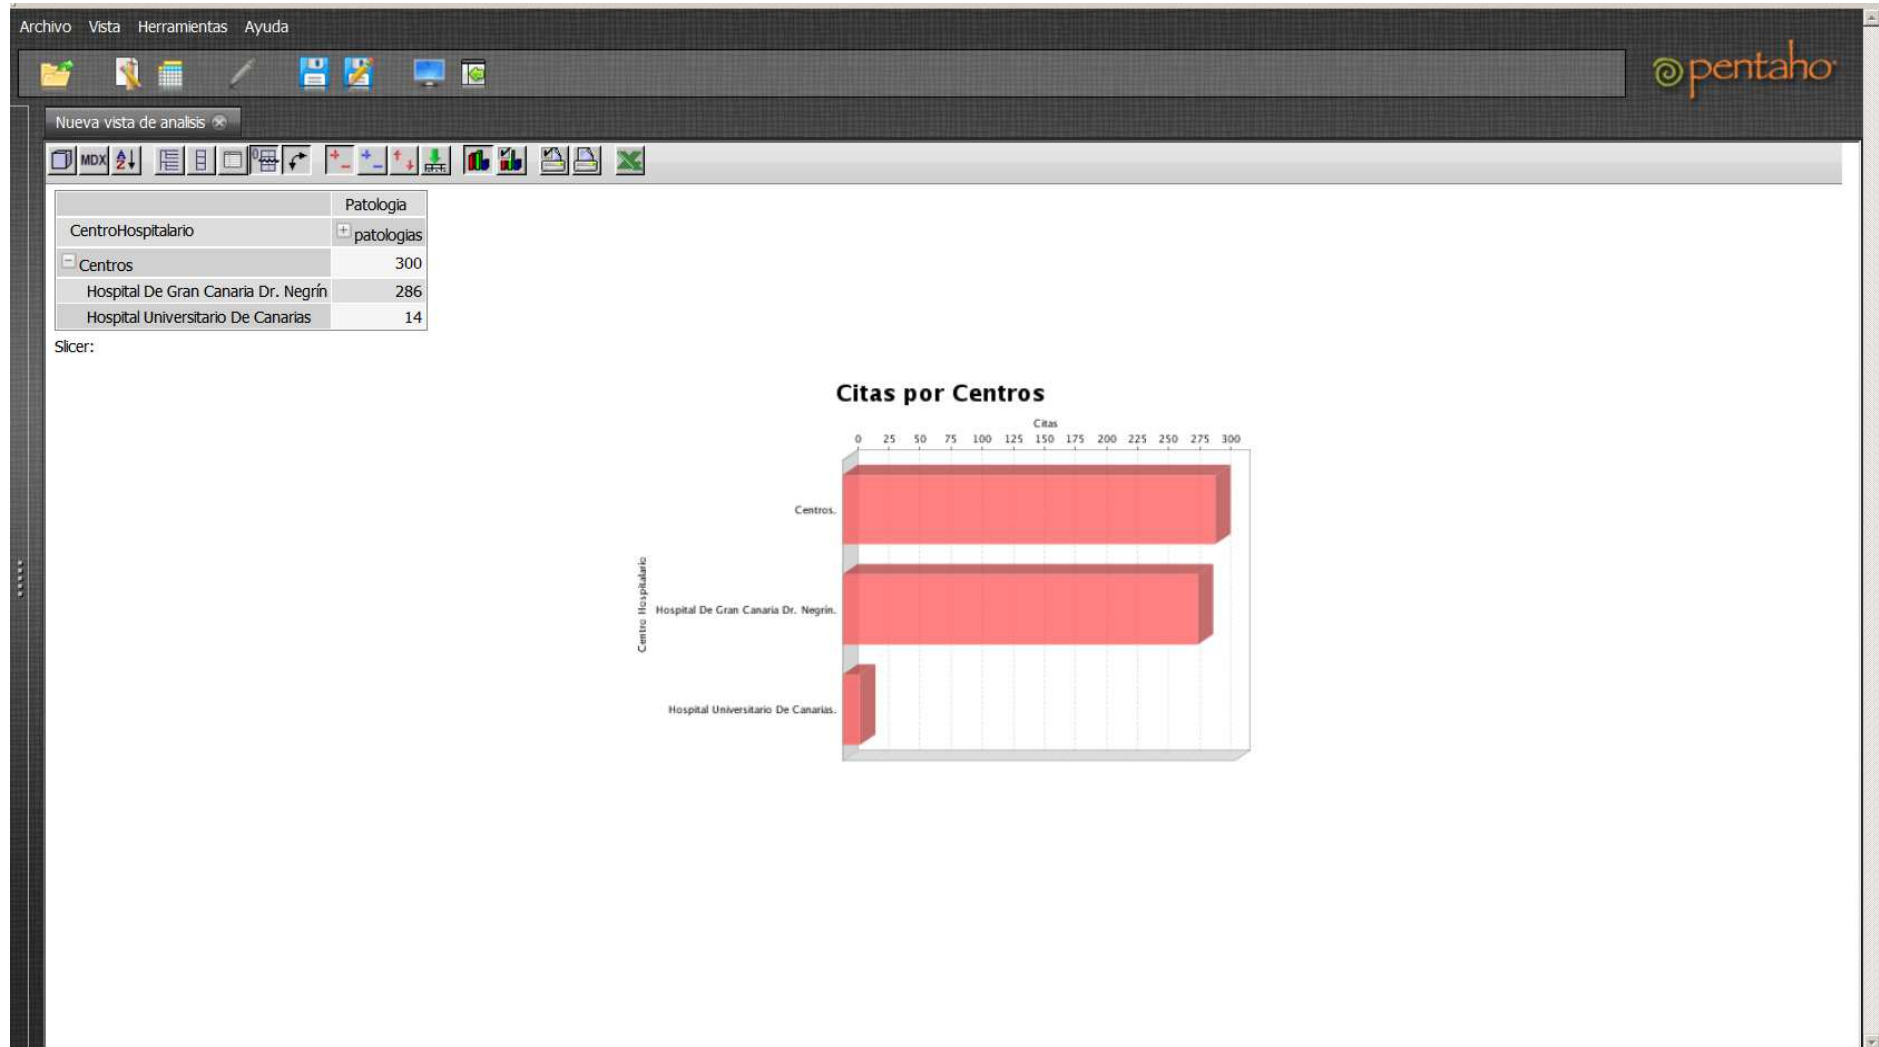 Archivo Vista Herramientas Ayuda
pentaho
Nueva vista de analisis
MDX
Patologia
CentroHospitalario patologias
Centros 300
Hospital De Gran Canaria Dr. Negrín 286
Hospital Universitario De Canarias 14
Slicer:
Citas por Centros
Citas
0 25 50 75 100 125 150 175 200 225 250 275 300
Centros.
Centro Hospitalario
Hospital De Gran Canaria Dr. Negrin.
Hospital Universitario De Canarias.